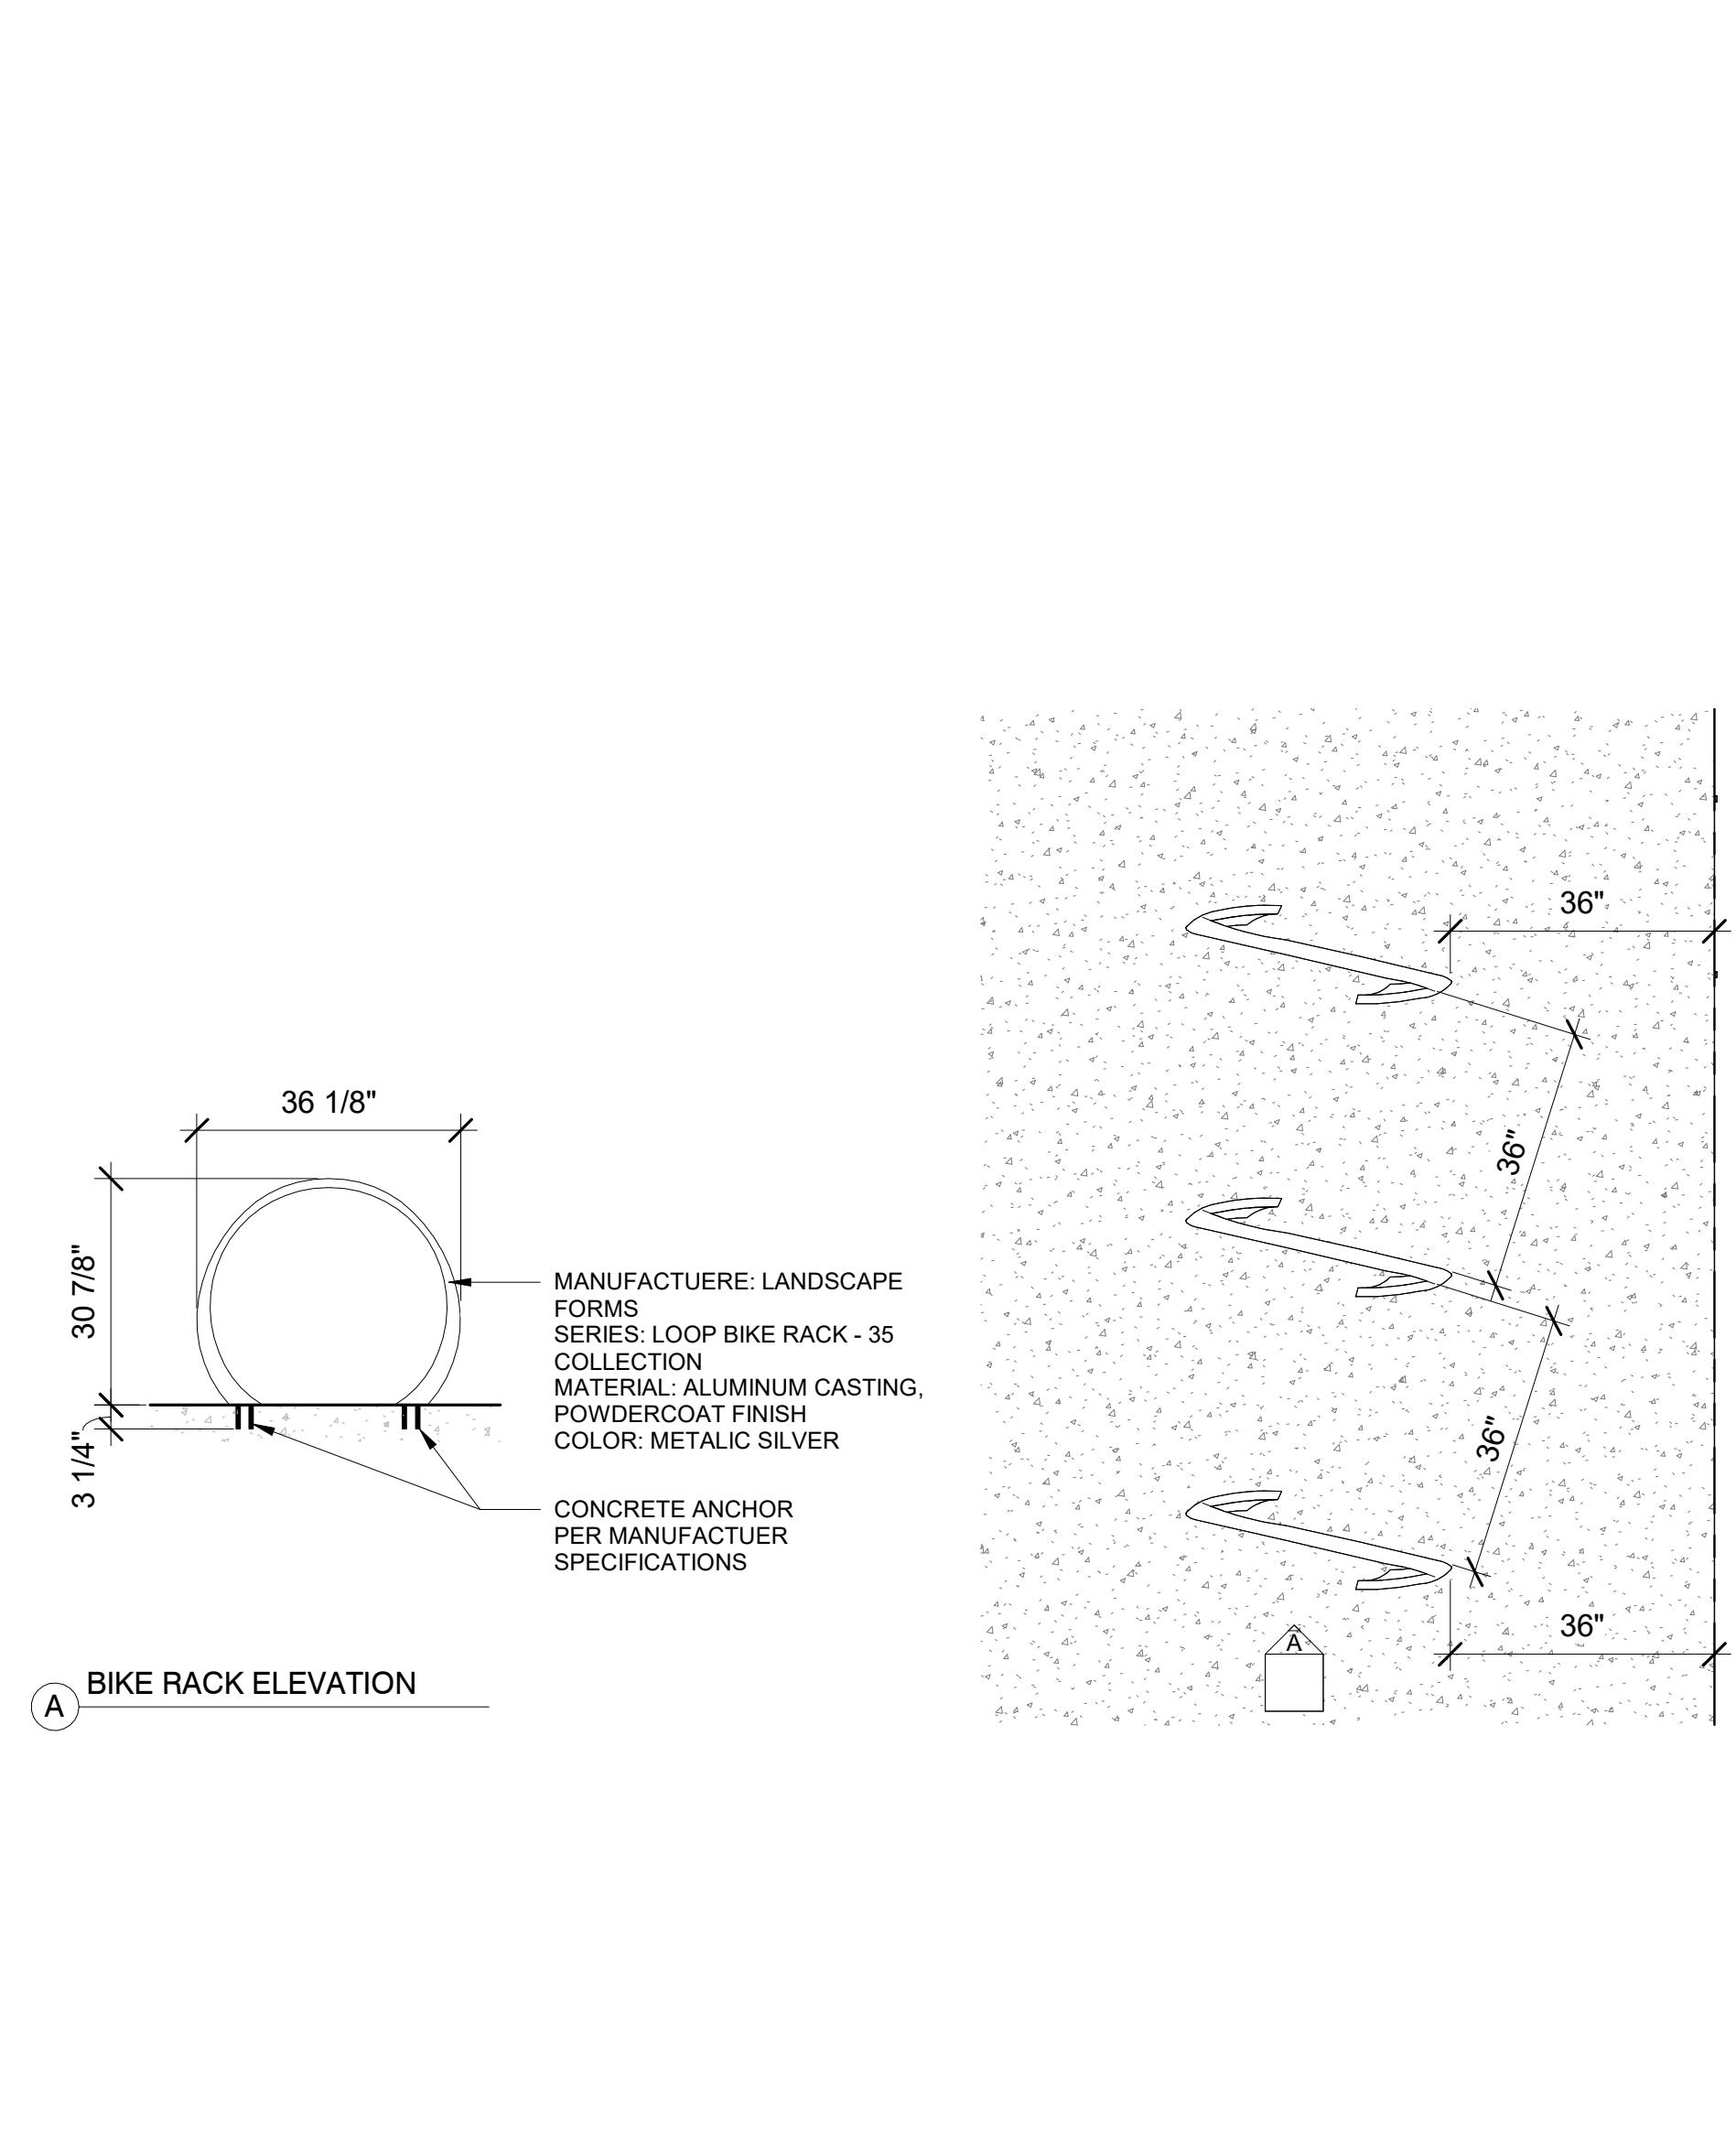 36 1/8"
30 7/8"
3 1/4"
MANUFACTUERE: LANDSCAPE
FORMS
SERIES: LOOP BIKE RACK - 35
COLLECTION
MATERIAL: ALUMINUM CASTING,
POWDERCOAT FINISH
COLOR: METALIC SILVER
CONCRETE ANCHOR
PER MANUFACTUER
SPECIFICATIONS
A
BIKE RACK ELEVATION
36"
36"
36"
36"
A